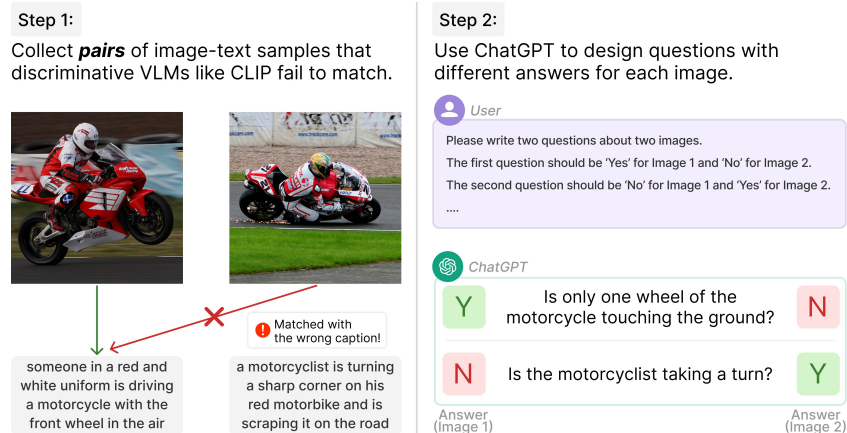 Step 1:
Collect pairs of image-text samples that
discriminative VLMs like CLIP fail to match.
Matched with
the wrong caption!
someone in a red and
white uniform is driving
a motorcycle with the
front wheel in the air
a motorcyclist is turning
a sharp corner on his
red motorbike and is
scraping it on the road
Step 2:
Use ChatGPT to design questions with
different answers for each image.
User
Please write two questions about two images.
The first question should be ‘Yes’ for Image 1 and ‘No’ for Image 2.
The second question should be ‘No’ for Image 1 and ‘Yes’ for Image 2.
....
ChatGPT
Y
Is only one wheel of the
motorcycle touching the ground?
N
N
Is the motorcyclist taking a turn?
Y
Answer
(Image 1)
Answer
(Image 2)